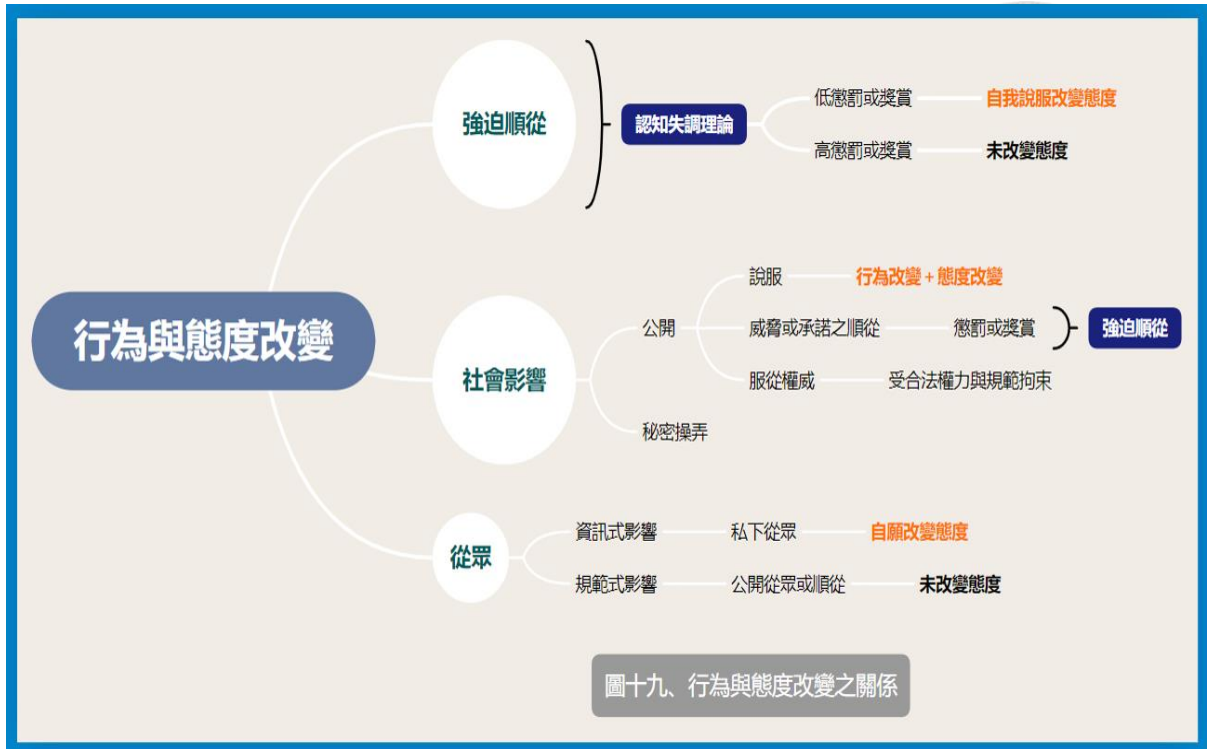 行為與態度改變
強迫順從
認知失調理論
低懲罰或獎賞
自我說服改變態度
高懲罰或獎賞
未改變態度
社會影響
公開
說服
行為改變 + 態度改變
威脅或承諾之順從
懲罰或獎賞
強迫順從
服從權威
受合法權力與規範拘束
秘密操弄
從眾
資訊式影響
私下從眾
自願改變態度
規範式影響
公開從眾或順從
未改變態度
圖十九、行為與態度改變之關係